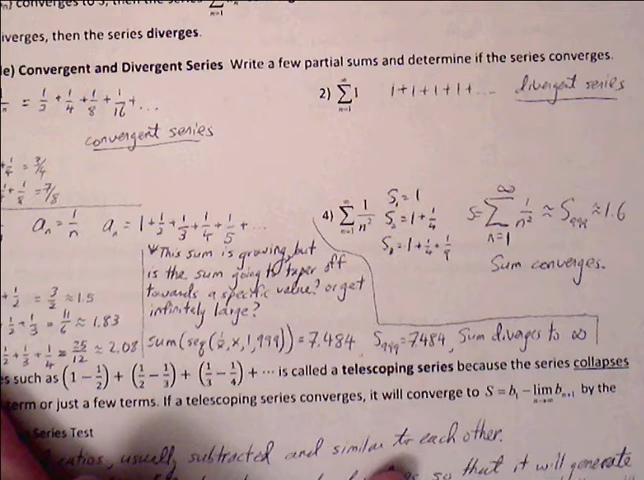 converges to S, then the series ∑ n=1
iverges, then the series diverges.
le) Convergent and Divergent Series Write a few partial sums and determine if the series converges.
= 1/2 + 1/4 + 1/8 + 1/16 + ...
convergent series
2) ∑ n=1 ∞ 1 1+1+1+1+... divergent series
+ 1/4 = 3/4
+ 1/8 = 7/8
aₙ = 1/n aₙ = 1 + 1/2 + 1/3 + 1/4 + 1/5 + ...
4) ∑ n=1 ∞ 1/n²
S₁ = 1
S₂ = 1 + 1/4
S₃ = 1 + 1/4 + 1/9
S = ∑ n=1 ∞ 1/n² ≈ S₉₉₉ ≈ 1.6
Sum converges.
*This sum is growing, but
is the sum going to taper off
towards a specific value? or get
infinitely large?
+ 1/2 = 3/2 ≈ 1.5
1/2 + 1/3 = 11/6 ≈ 1.83
1/2 + 1/3 + 1/4 = 25/12 ≈ 2.08
sum(seq(1/x, x, 1, 999)) = 7.484 S₉₉₉ = 7.484, Sum diverges to ∞
es such as (1 − 1/2) + (1/2 − 1/3) + (1/3 − 1/4) + ⋯ is called a telescoping series because the series collapses
term or just a few terms. If a telescoping series converges, it will converge to S = b₁ − lim n→∞ bₙ₊₁ by the
Series Test
ratios, usually subtracted and similar to each other.
so that it will generate